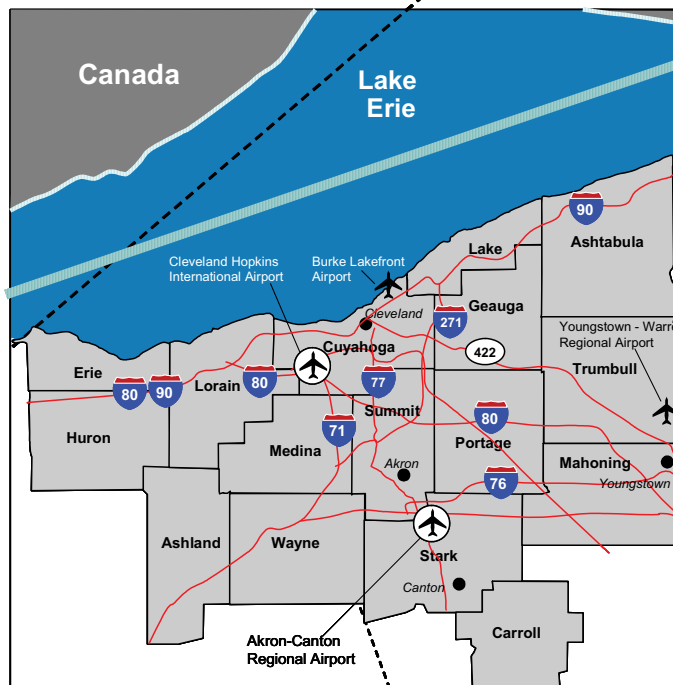 Canada
Lake
Erie
90
Ashtabula
Lake
Cleveland Hopkins
International Airport
Burke Lakefront
Airport
Geauga
271
Cleveland
Youngstown - Warre
Regional Airport
Cuyahoga
422
Erie
Lorain
80
77
Trumbull
80
90
Summit
71
80
Huron
Medina
Portage
Akron
Mahoning
76
Youngstown
Ashland
Wayne
Stark
Canton
Akron-Canton
Regional Airport
Carroll